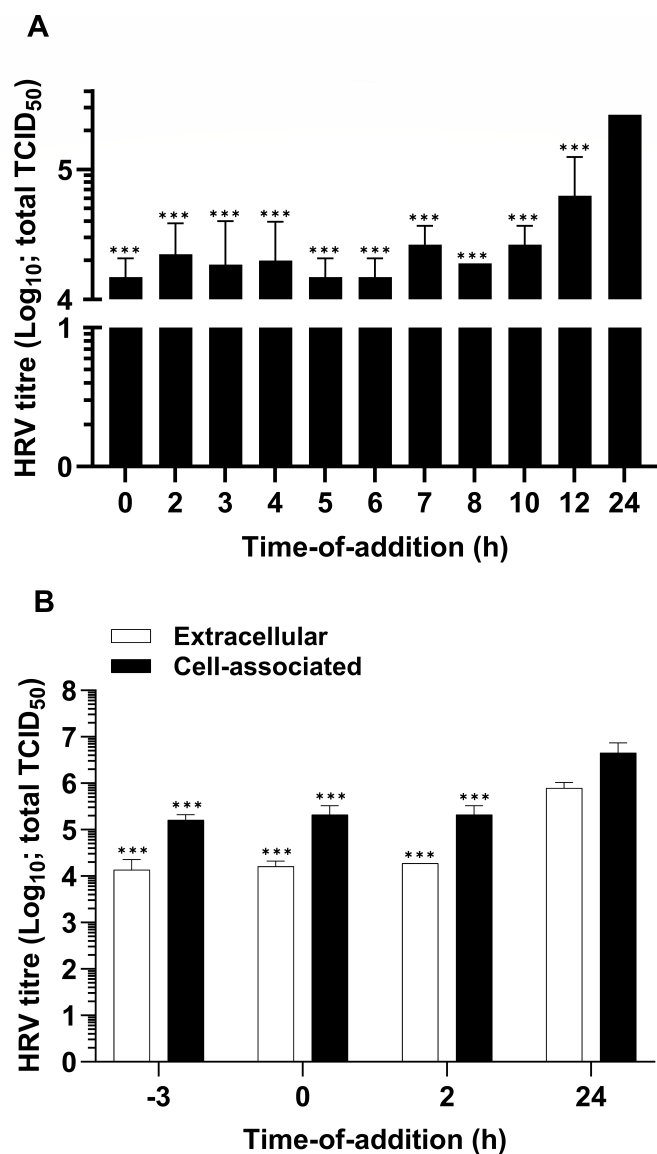 A
HRV titre (Log10; total TCID50)
5
4
1
0
*** *** *** *** *** *** *** *** *** ***
0 2 3 4 5 6 7 8 10 12 24
Time-of-addition (h)
B
Extracellular
Cell-associated
HRV titre (Log10; total TCID50)
8
7
6
5
4
3
2
1
0
*** *** *** *** *** ***
-3 0 2 24
Time-of-addition (h)